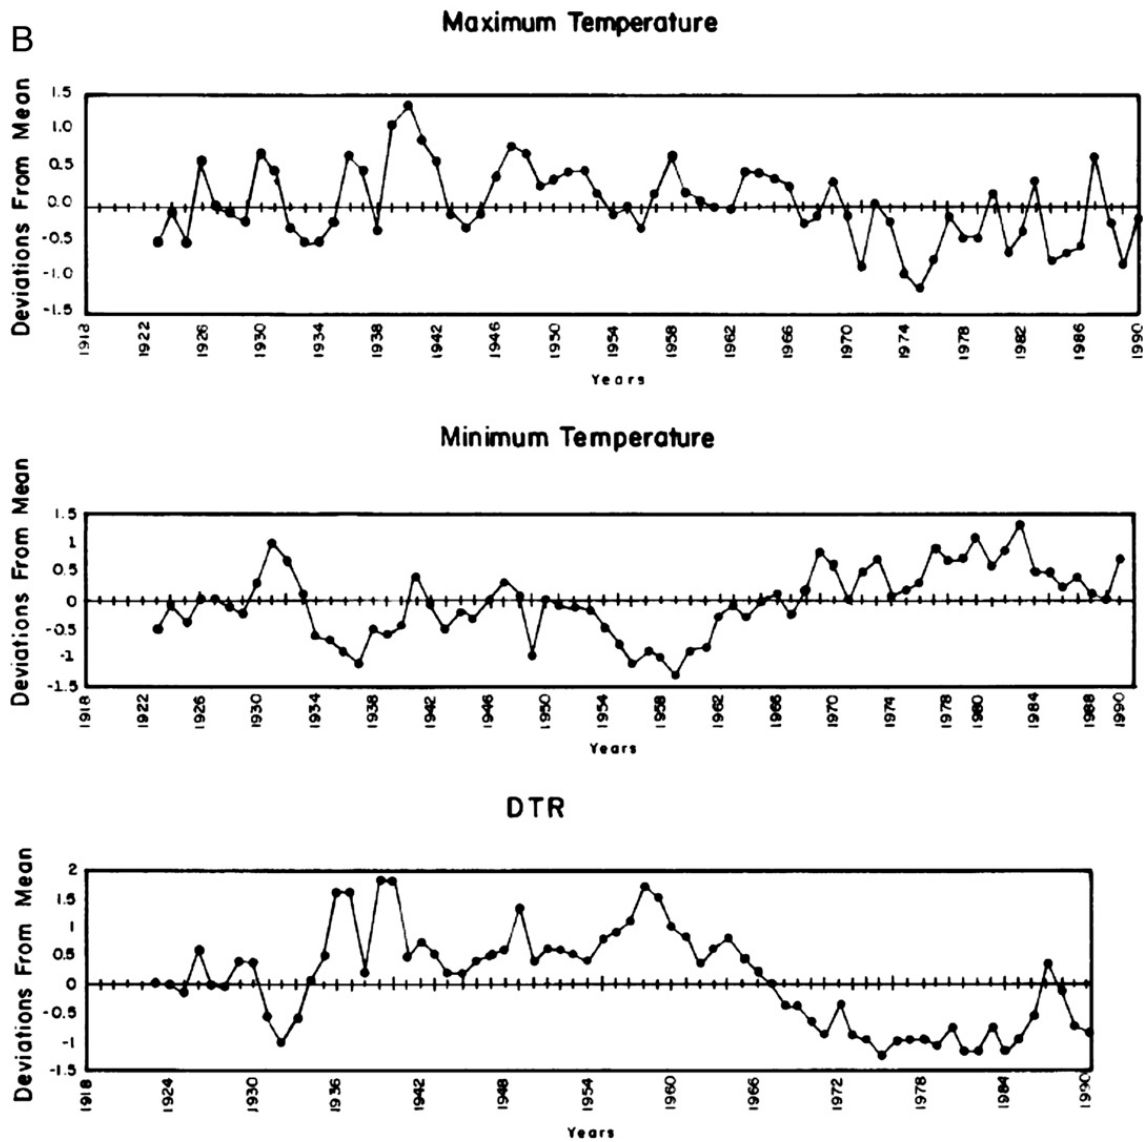 B
Maximum Temperature
Deviations From Mean
1.5
1.0
0.5
0.0
-0.5
-1.0
-1.5
1918 1922 1926 1930 1934 1938 1942 1946 1950 1954 1958 1962 1966 1970 1974 1978 1982 1986 1990
Years
Minimum Temperature
Deviations From Mean
1.5
1
0.5
0
-0.5
-1
-1.5
1918 1922 1926 1930 1934 1938 1942 1946 1950 1954 1958 1962 1966 1970 1974 1978 1980 1984 1988 1990
Years
DTR
Deviations From Mean
2
1.5
1
0.5
0
-0.5
-1
-1.5
1918 1924 1930 1936 1942 1948 1954 1960 1966 1972 1978 1984 1990
Years